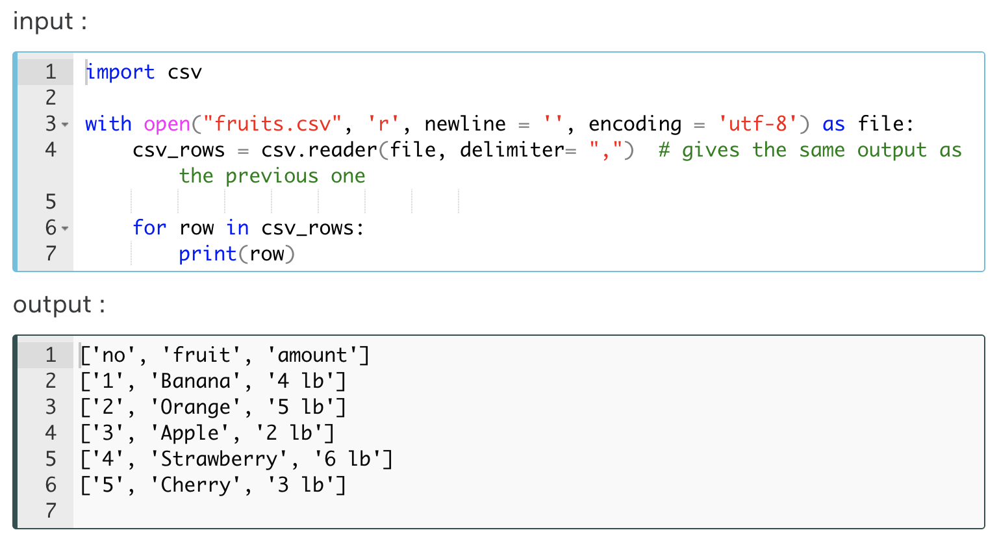 input :
1 import csv
2
3 with open("fruits.csv", 'r', newline = '', encoding = 'utf-8') as file:
4     csv_rows = csv.reader(file, delimiter= ",")  # gives the same output as
        the previous one
5
6     for row in csv_rows:
7         print(row)
output :
1 ['no', 'fruit', 'amount']
2 ['1', 'Banana', '4 lb']
3 ['2', 'Orange', '5 lb']
4 ['3', 'Apple', '2 lb']
5 ['4', 'Strawberry', '6 lb']
6 ['5', 'Cherry', '3 lb']
7